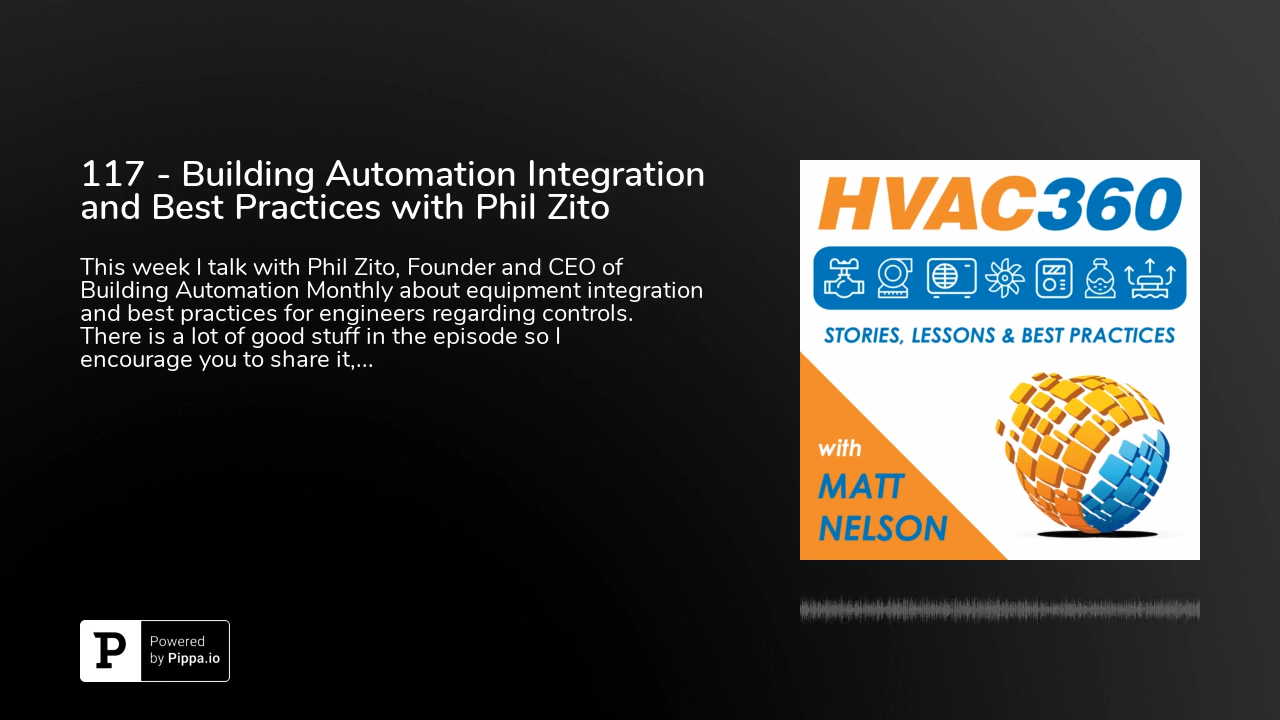 117 - Building Automation Integration
and Best Practices with Phil Zito
This week I talk with Phil Zito, Founder and CEO of
Building Automation Monthly about equipment integration
and best practices for engineers regarding controls.
There is a lot of good stuff in the episode so I
encourage you to share it,...
HVAC360
STORIES, LESSONS & BEST PRACTICES
with
MATT
NELSON
P
Powered
by Pippa.io